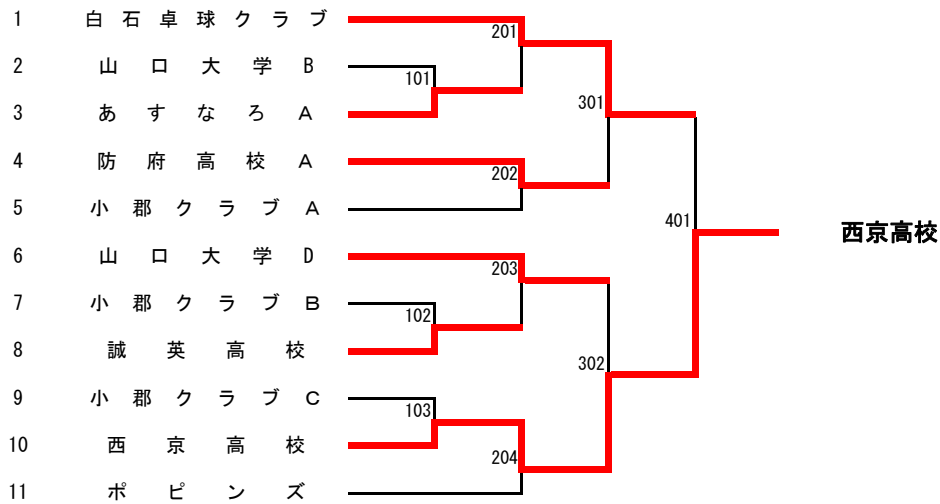 1 白石卓球クラブ
201
2 山口大学B
101
3 あすなろA
301
4 防府高校A
202
5 小郡クラブA
401
西京高校
6 山口大学D
203
7 小郡クラブB
102
8 誠英高校
302
9 小郡クラブC
103
10 西京高校
204
11 ポピンズ